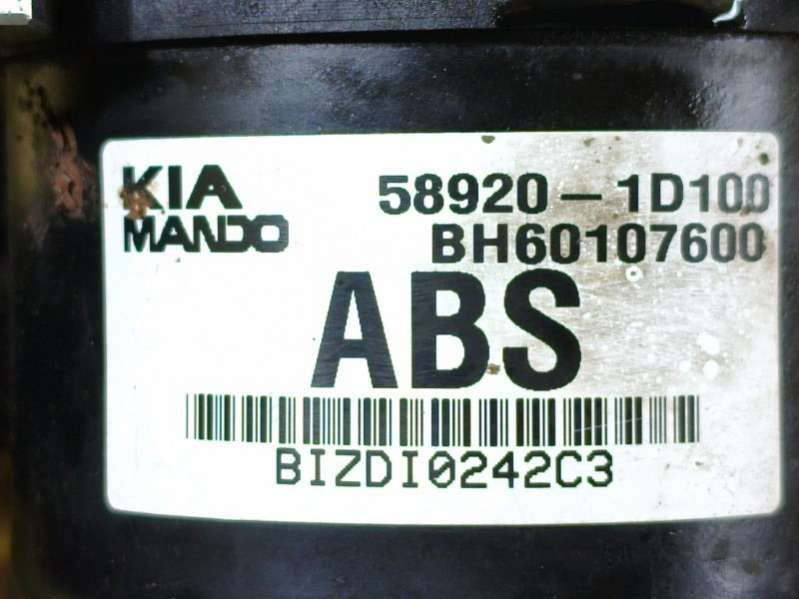 KIA 58920-1D100
MANDO BH60107600
ABS
BIZDI0242C3